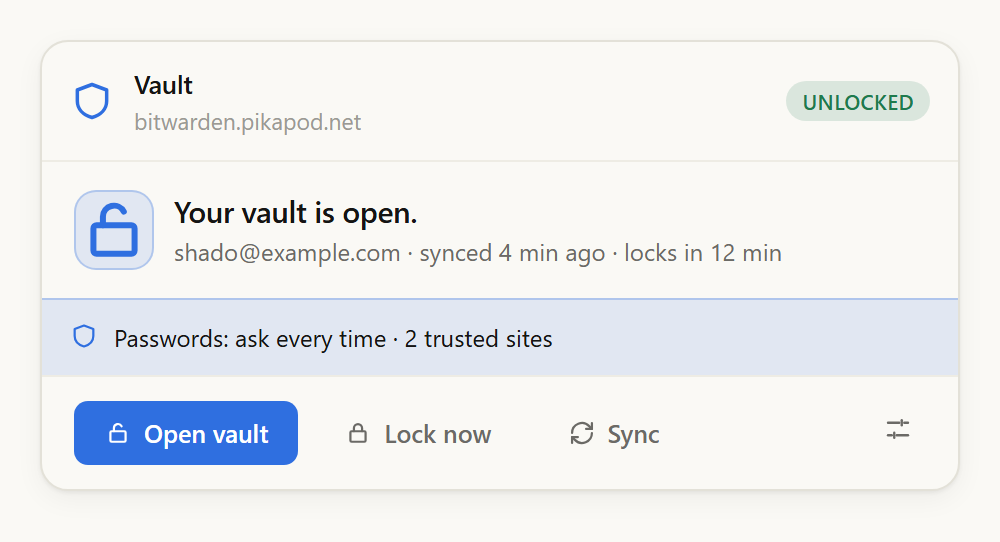 Vault
bitwarden.pikapod.net
UNLOCKED
Your vault is open.
shado@example.com · synced 4 min ago · locks in 12 min
Passwords: ask every time · 2 trusted sites
Open vault
Lock now
Sync